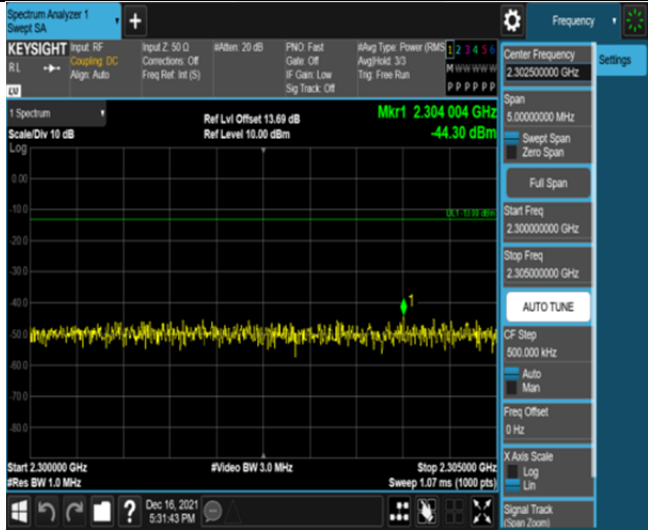 Spectrum Analyzer 1
Swept SA
+
Frequency
KEYSIGHT
RL
Input: RF
Coupling: DC
Align: Auto
Input Z: 50 Ω
Corrections: Off
Freq Ref: Int (S)
#Atten: 20 dB
PNO: Fast
Gate: Off
IF Gain: Low
Sig Track: Off
#Avg Type: Power (RMS
Avg|Hold: 3/3
Trig: Free Run
1 2 3 4 5 6
M W W W W W
P P P P P P
1 Spectrum
Scale/Div 10 dB
Log
Ref Lvl Offset 13.69 dB
Ref Level 10.00 dBm
Mkr1 2.304 004 GHz
-44.30 dBm
0.00
-10.0
DL1 -13.00 dBm
-20.0
-30.0
-40.0
1
-50.0
-60.0
-70.0
-80.0
Start 2.300000 GHz
#Res BW 1.0 MHz
#Video BW 3.0 MHz
Stop 2.305000 GHz
Sweep 1.07 ms (1000 pts)
?
Dec 16, 2021
5:31:43 PM
Center Frequency
2.302500000 GHz
Settings
Span
5.00000000 MHz
Swept Span
Zero Span
Full Span
Start Freq
2.300000000 GHz
Stop Freq
2.305000000 GHz
AUTO TUNE
CF Step
500.000 kHz
Auto
Man
Freq Offset
0 Hz
X Axis Scale
Log
Lin
Signal Track
(Span Zoom)